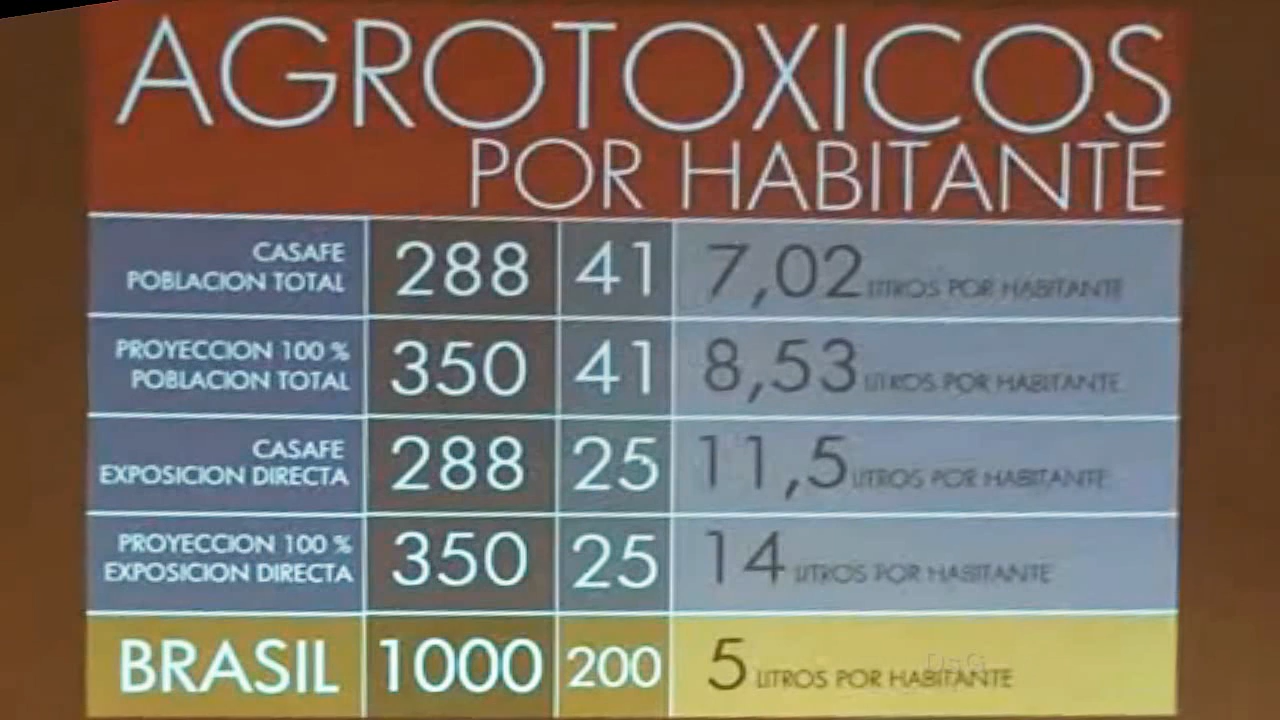 AGROTOXICOS
POR HABITANTE
CASAFE
POBLACION TOTAL
288
41
7,02 LITROS POR HABITANTE
PROYECCION 100 %
POBLACION TOTAL
350
41
8,53 LITROS POR HABITANTE
CASAFE
EXPOSICION DIRECTA
288
25
11,5 LITROS POR HABITANTE
PROYECCION 100 %
EXPOSICION DIRECTA
350
25
14 LITROS POR HABITANTE
BRASIL
1000
200
5 LITROS POR HABITANTE